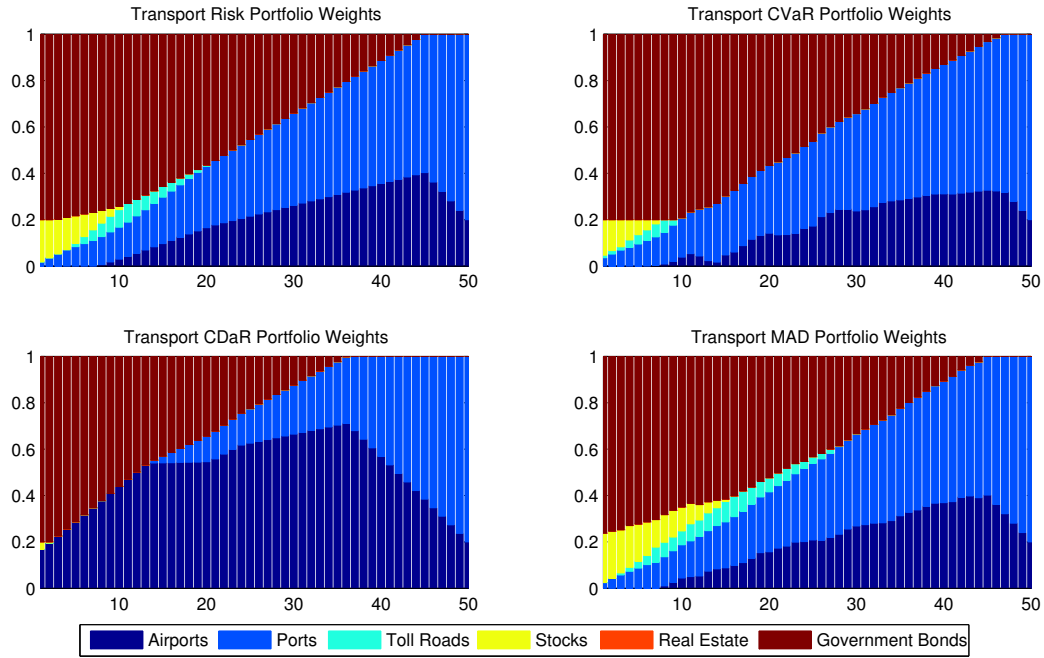 Transport Risk Portfolio Weights
1
0.8
0.6
0.4
0.2
0
10 20 30 40 50
Transport CVaR Portfolio Weights
1
0.8
0.6
0.4
0.2
0
10 20 30 40 50
Transport CDaR Portfolio Weights
1
0.8
0.6
0.4
0.2
0
10 20 30 40 50
Transport MAD Portfolio Weights
1
0.8
0.6
0.4
0.2
0
10 20 30 40 50
Airports Ports Toll Roads Stocks Real Estate Government Bonds